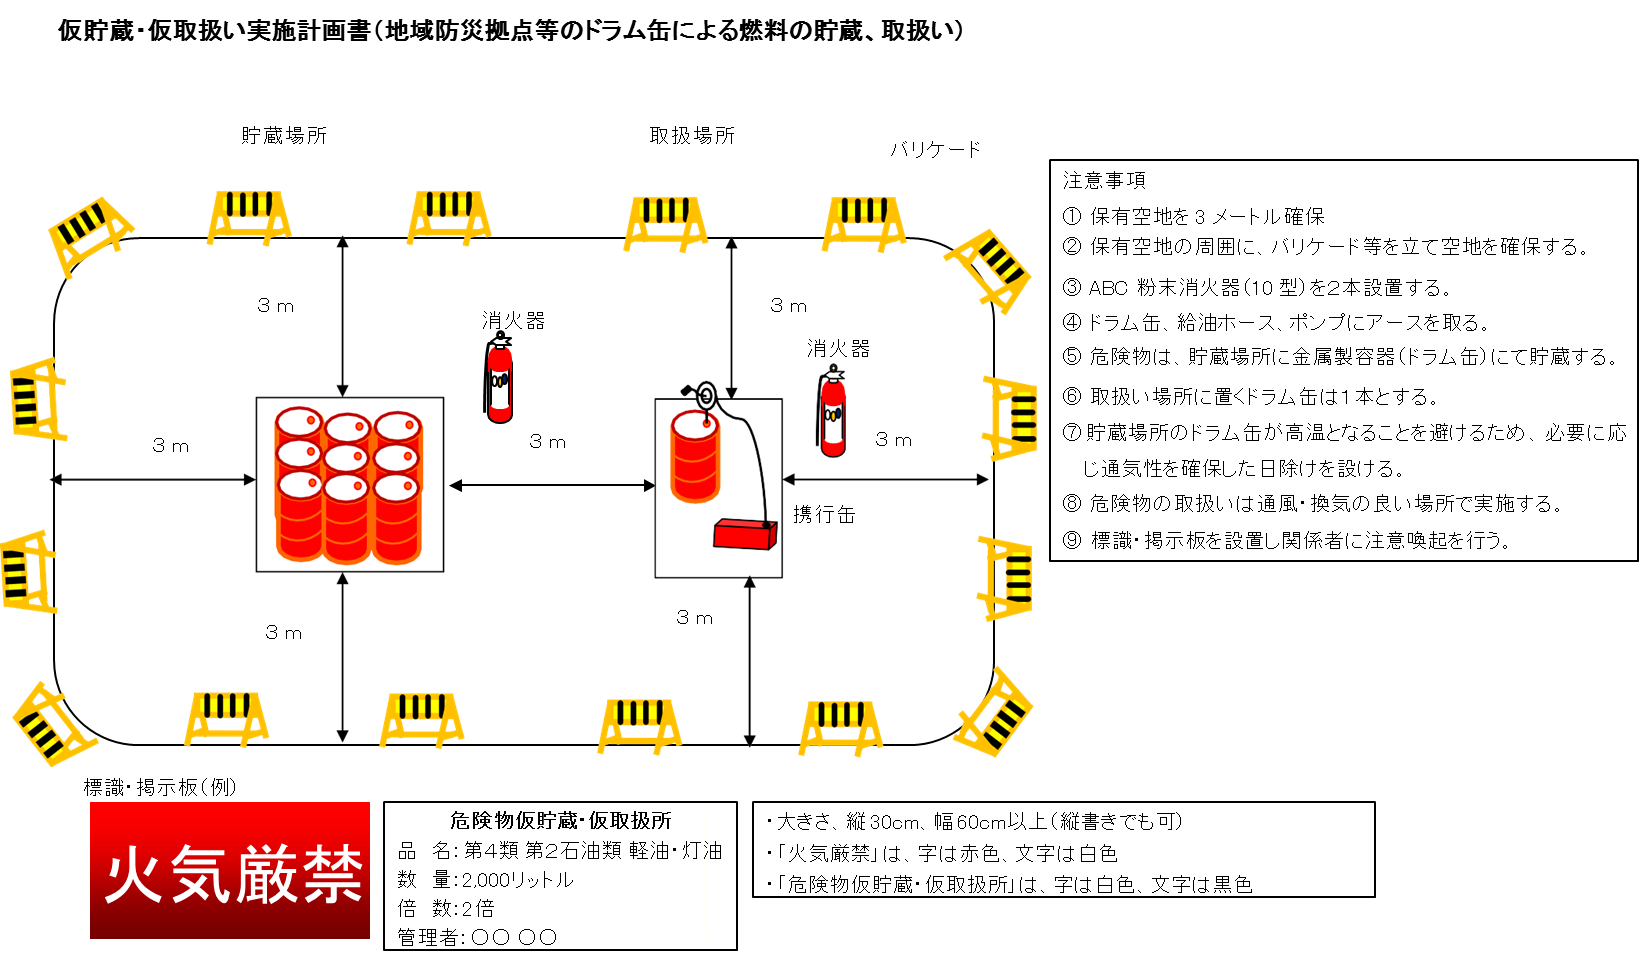 仮貯蔵・仮取扱い実施計画書（地域防災拠点等のドラム缶による燃料の貯蔵、取扱い）
貯蔵場所
取扱場所
バリケード
３ｍ
３ｍ
消火器
消火器
３ｍ
３ｍ
３ｍ
携行缶
３ｍ
３ｍ
注意事項
① 保有空地を3メートル確保
② 保有空地の周囲に、バリケード等を立て空地を確保する。
③ ABC 粉末消火器（10型）を２本設置する。
④ ドラム缶、給油ホース、ポンプにアースを取る。
⑤ 危険物は、貯蔵場所に金属製容器（ドラム缶）にて貯蔵する。
⑥ 取扱い場所に置くドラム缶は１本とする。
⑦ 貯蔵場所のドラム缶が高温となることを避けるため、必要に応
じ通気性を確保した日除けを設ける。
⑧ 危険物の取扱いは通風・換気の良い場所で実施する。
⑨ 標識・掲示板を設置し関係者に注意喚起を行う。
標識・掲示板（例）
火気厳禁
危険物仮貯蔵・仮取扱所
品　名：第４類 第２石油類 軽油・灯油
数　量：2,000リットル
倍　数：２倍
管理者：〇〇 〇〇
・大きさ、縦30cm、幅60cm以上（縦書きでも可）
・「火気厳禁」は、字は赤色、文字は白色
・「危険物仮貯蔵・仮取扱所」は、字は白色、文字は黒色